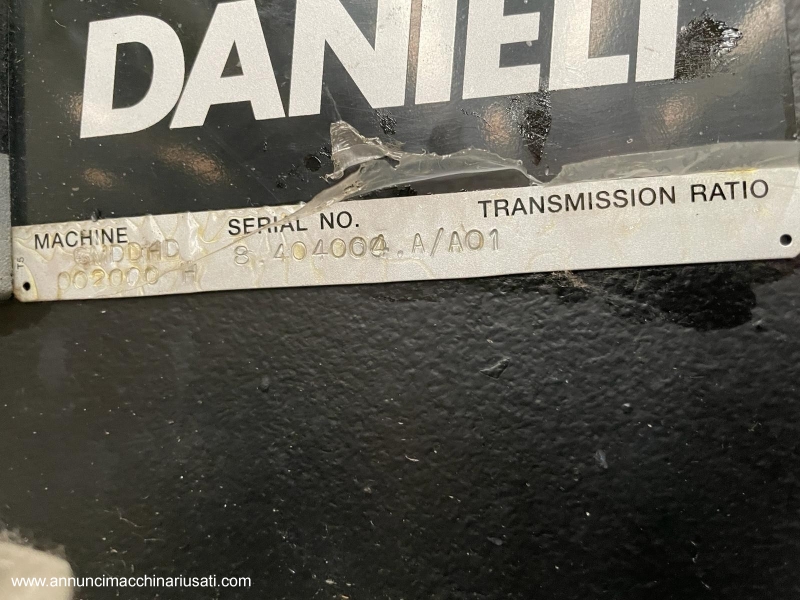 DANIELI
MACHINE SERIAL NO. TRANSMISSION RATIO
8.404004.A/A01
www.annuncimacchinariusati.com